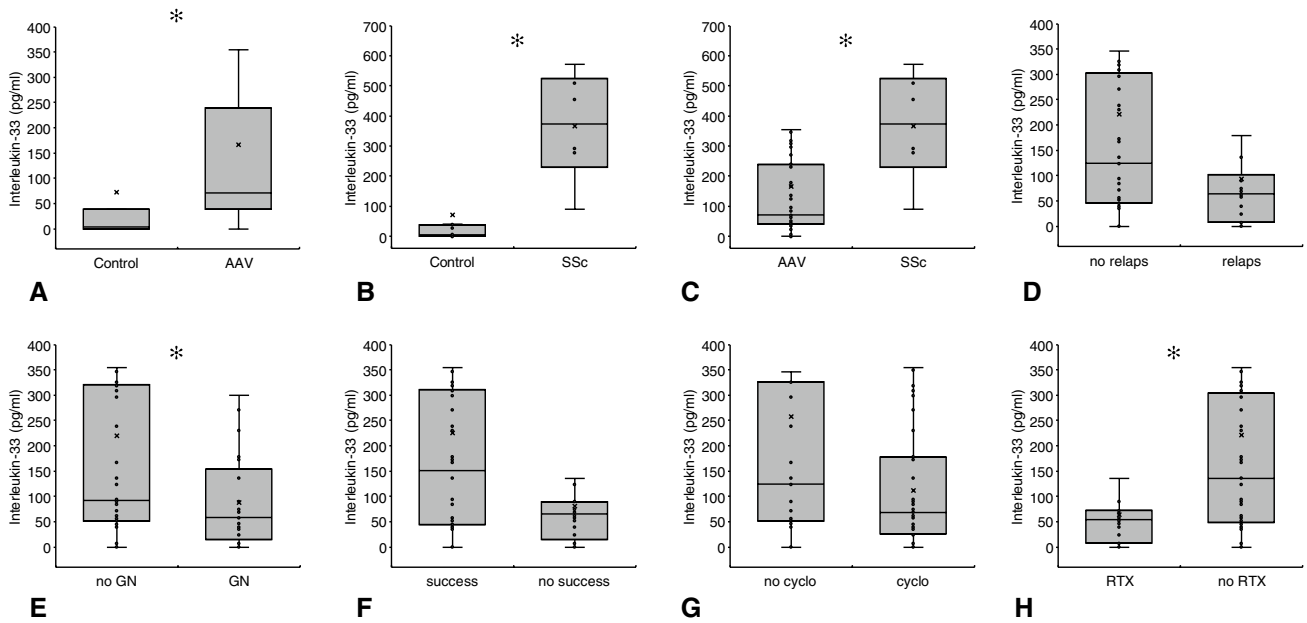 Interleukin-33 (pg/ml)
400
350
300
250
200
150
100
50
0
*
Control
AAV
A
Interleukin-33 (pg/ml)
700
600
500
400
300
200
100
0
*
Control
SSc
B
Interleukin-33 (pg/ml)
700
600
500
400
300
200
100
0
*
AAV
SSc
C
Interleukin-33 (pg/ml)
400
350
300
250
200
150
100
50
0
no relaps
relaps
D
Interleukin-33 (pg/ml)
400
350
300
250
200
150
100
50
0
*
no GN
GN
E
Interleukin-33 (pg/ml)
400
350
300
250
200
150
100
50
0
success
no success
F
Interleukin-33 (pg/ml)
400
350
300
250
200
150
100
50
0
no cyclo
cyclo
G
Interleukin-33 (pg/ml)
400
350
300
250
200
150
100
50
0
*
RTX
no RTX
H